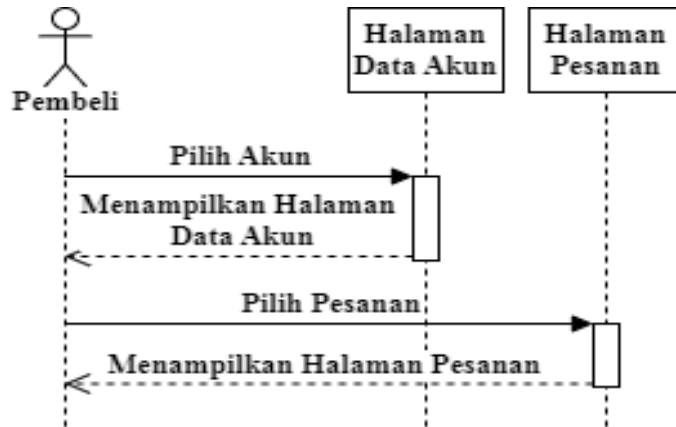 Halaman
Data Akun
Halaman
Pesanan
Pembeli
Pilih Akun
Menampilkan Halaman
Data Akun
Pilih Pesanan
Menampilkan Halaman Pesanan